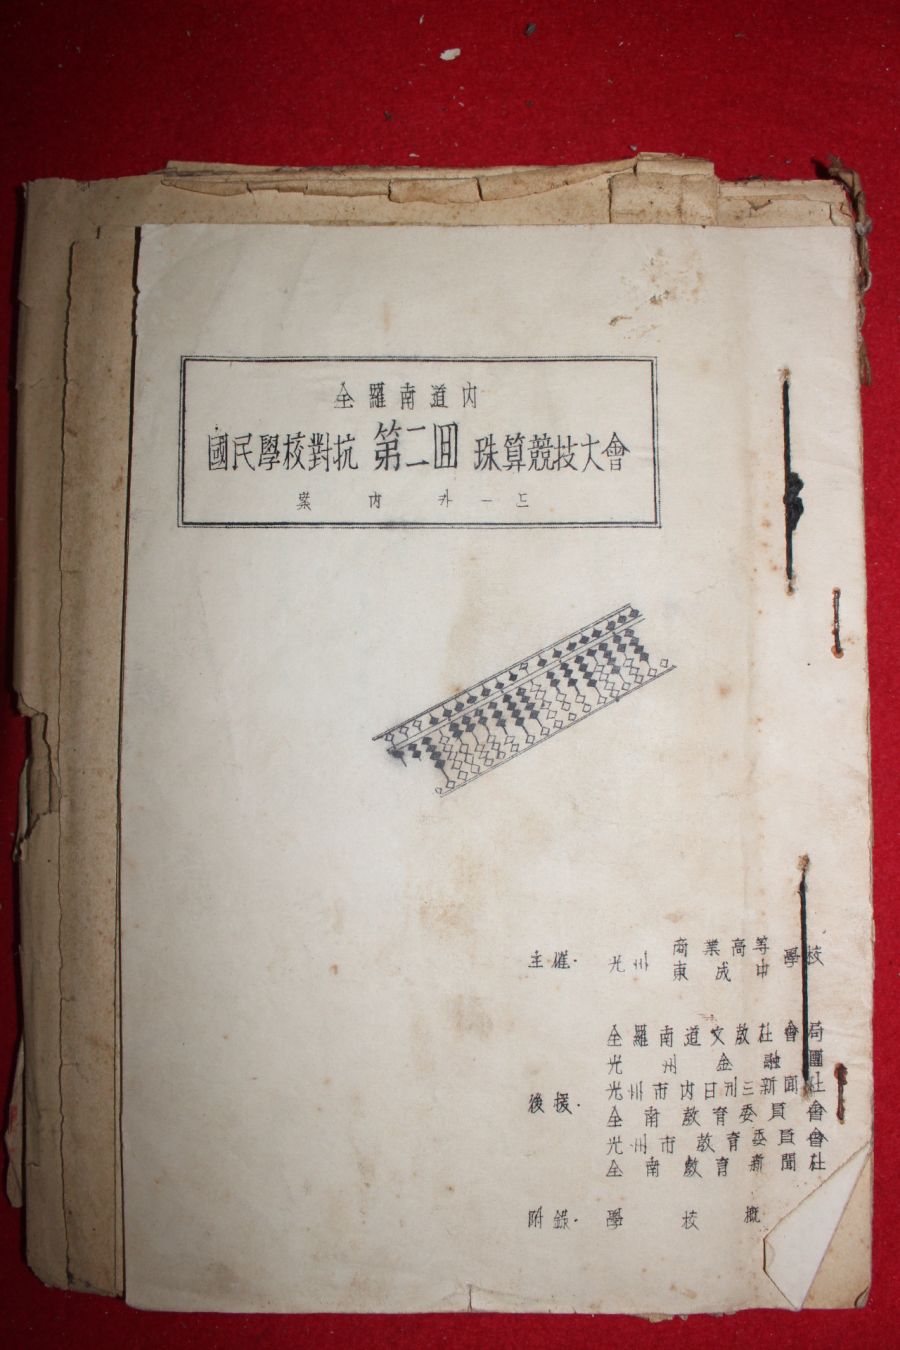 全羅南道內
國民學校對抗 第二回 珠算競技大會
案內 카ー드
主催· 光州 商業高等 學校
東成中
後援· 全羅南道文敎社會局
光州金融團
光州市內日刊三新聞社
全南敎育委員會
光州市敎育委員會
全南敎育新聞社
附錄· 學校概